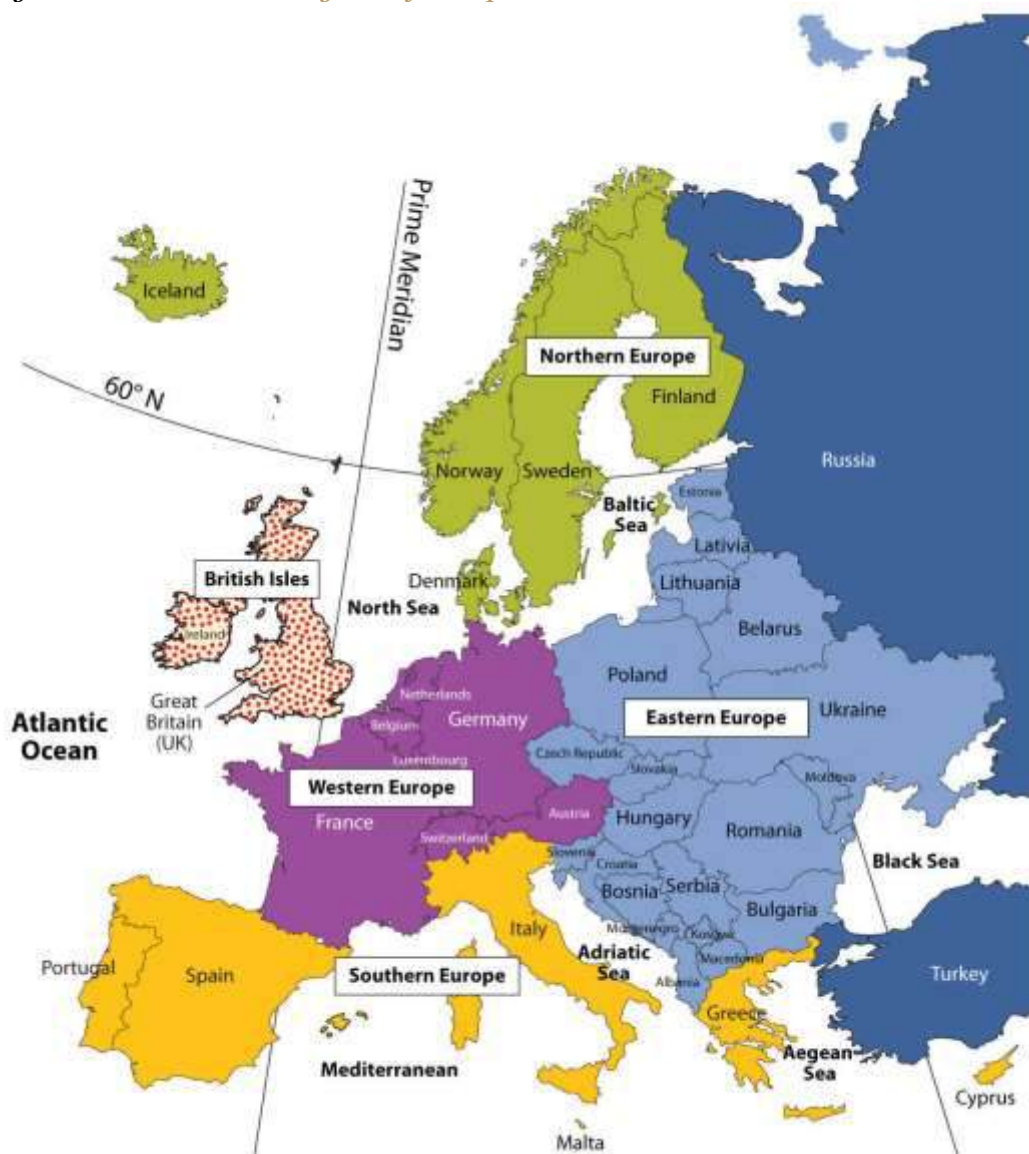 Prime Meridian
Iceland
Northern Europe
60° N
Finland
Norway
Sweden
Russia
Estonia
Baltic
Sea
Latvia
British Isles
Denmark
Lithuania
North Sea
Ireland
Belarus
Poland
Netherlands
Great
Britain
(UK)
Germany
Belgium
Eastern Europe
Ukraine
Atlantic
Ocean
Czech Republic
Luxembourg
Slovakia
Moldova
Western Europe
Austria
France
Hungary
Romania
Switzerland
Slovenia
Croatia
Black Sea
Bosnia
Serbia
Bulgaria
Italy
Montenegro
Kosovo
Adriatic
Sea
Macedonia
Portugal
Spain
Southern Europe
Albania
Turkey
Greece
Mediterranean
Aegean
Sea
Cyprus
Malta